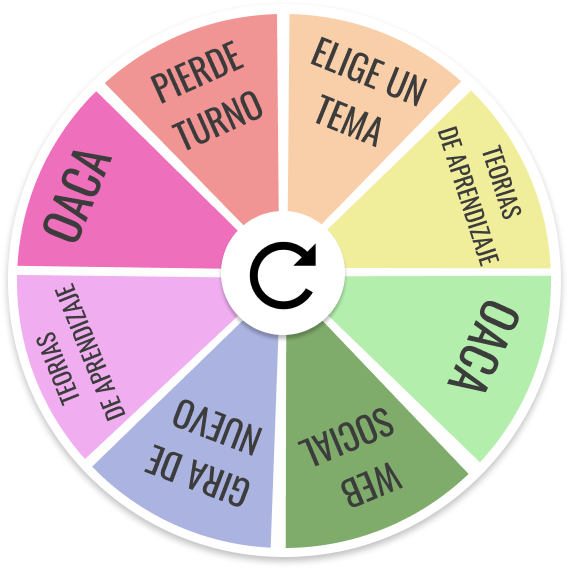 PIERDE
TURNO
ELIGE UN
TEMA
TEORIAS
DE APRENDIZAJE
OACA
WEB
SOCIAL
GIRA DE
NUEVO
TEORIAS
DE APRENDIZAJE
OACA